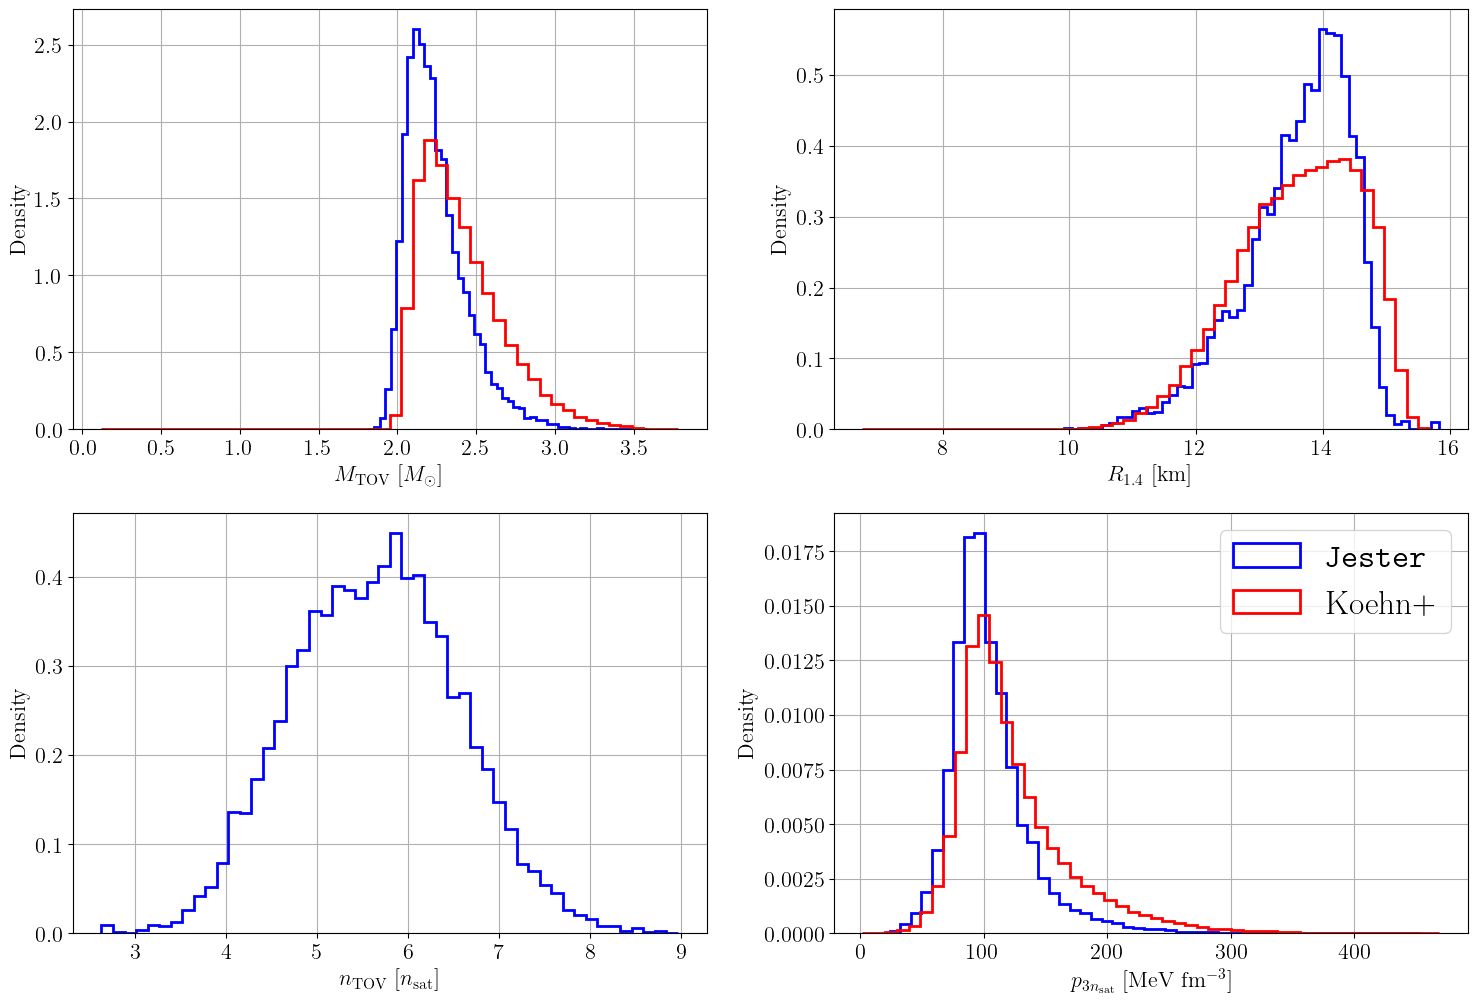 2.5
2.0
1.5
1.0
0.5
0.0
Density
0.0 0.5 1.0 1.5 2.0 2.5 3.0 3.5
M_TOV [M_⊙]
0.5
0.4
0.3
0.2
0.1
0.0
Density
8 10 12 14 16
R_1.4 [km]
0.4
0.3
0.2
0.1
0.0
Density
3 4 5 6 7 8 9
n_TOV [n_sat]
0.0175
0.0150
0.0125
0.0100
0.0075
0.0050
0.0025
0.0000
Density
0 100 200 300 400
p_{3n_sat} [MeV fm⁻³]
Jester
Koehn+